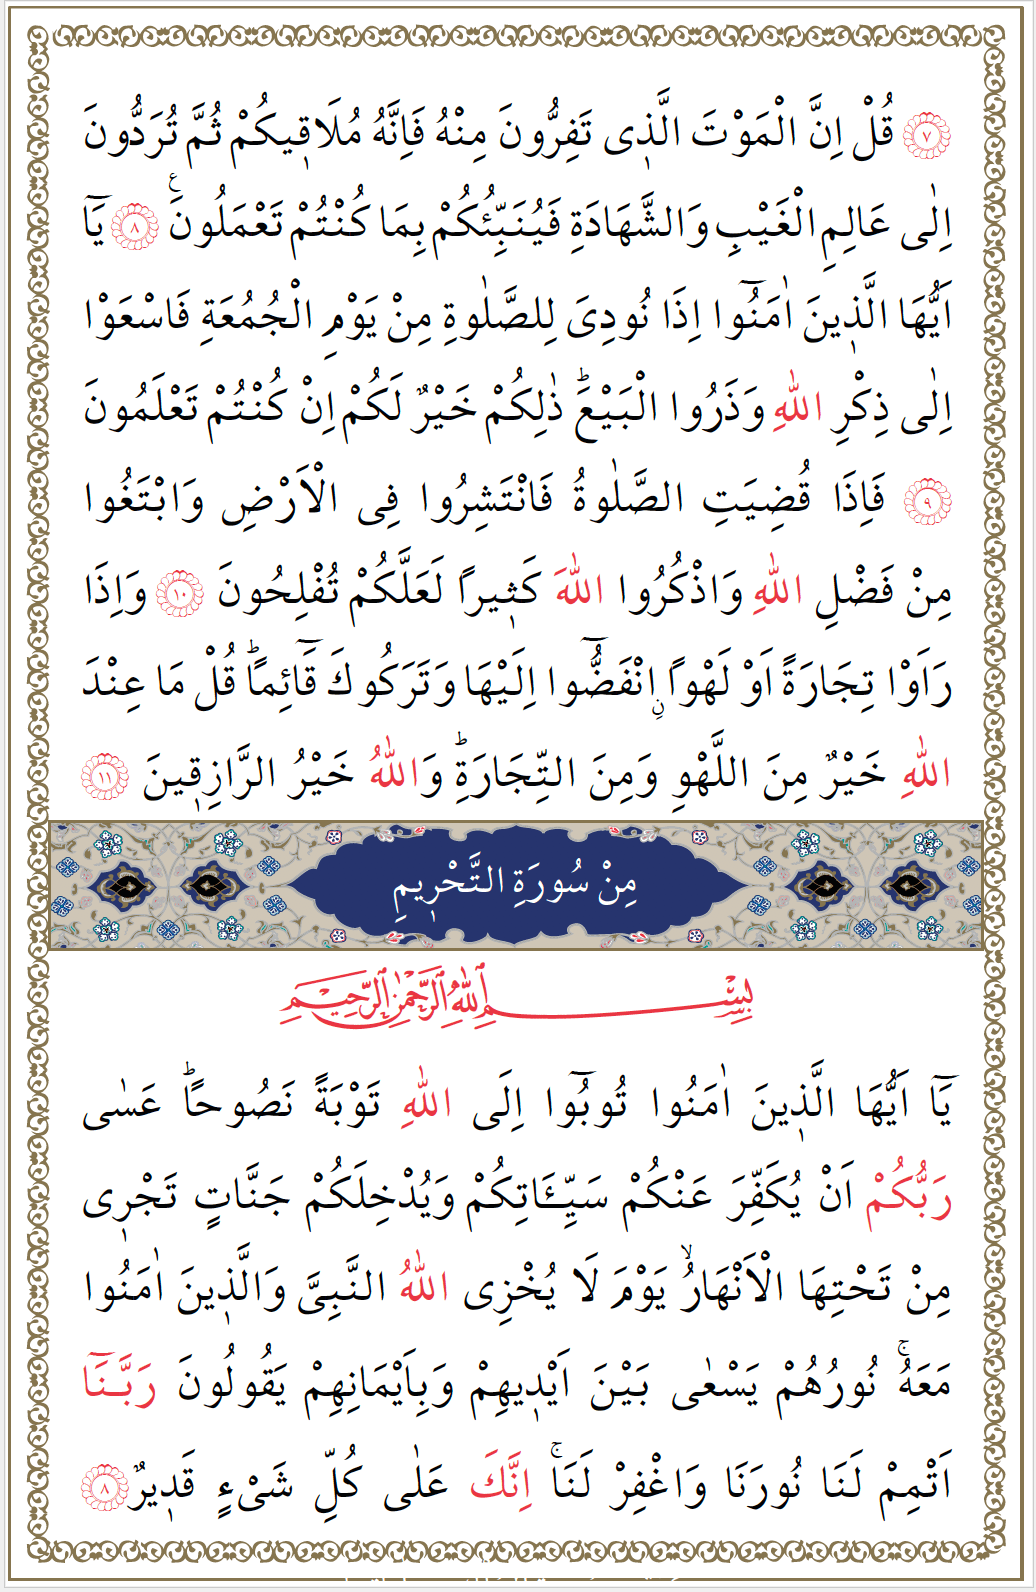 ﴿٧﴾ قُلْ اِنَّ الْمَوْتَ الَّذ۪ى تَفِرُّونَ مِنْهُ فَاِنَّهُ مُلَاق۪يكُمْ ثُمَّ تُرَدُّونَ
اِلٰى عَالِمِ الْغَيْبِ وَالشَّهَادَةِ فَيُنَبِّئُكُمْ بِمَا كُنْتُمْ تَعْمَلُونَ ع ﴿٨﴾ يَٓا
اَيُّهَا الَّذ۪ينَ اٰمَنُٓوا اِذَا نُودِىَ لِلصَّلٰوةِ مِنْ يَوْمِ الْجُمُعَةِ فَاسْعَوْا
اِلٰى ذِكْرِ اللّٰهِ وَذَرُوا الْبَيْعَۜ ذٰلِكُمْ خَيْرٌ لَكُمْ اِنْ كُنْتُمْ تَعْلَمُونَ
﴿٩﴾ فَاِذَا قُضِيَتِ الصَّلٰوةُ فَانْتَشِرُوا فِى الْاَرْضِ وَابْتَغُوا
مِنْ فَضْلِ اللّٰهِ وَاذْكُرُوا اللّٰهَ كَث۪يرًا لَعَلَّكُمْ تُفْلِحُونَ ﴿١٠﴾ وَاِذَا
رَاَوْا تِجَارَةً اَوْ لَهْوًا ۨانْفَضُّٓوا اِلَيْهَا وَتَرَكُوكَ قَٓائِمًاۜ قُلْ مَا عِنْدَ
اللّٰهِ خَيْرٌ مِنَ اللَّهْوِ وَمِنَ التِّجَارَةِۜ وَاللّٰهُ خَيْرُ الرَّازِق۪ينَ ﴿١١﴾
مِنْ سُورَةِ التَّحْر۪يمِ
بِسْمِ اللّٰهِ الرَّحْمٰنِ الرَّحِيمِ
يَٓا اَيُّهَا الَّذ۪ينَ اٰمَنُوا تُوبُٓوا اِلَى اللّٰهِ تَوْبَةً نَصُوحًاۜ عَسٰى
رَبُّكُمْ اَنْ يُكَفِّرَ عَنْكُمْ سَيِّـَٔاتِكُمْ وَيُدْخِلَكُمْ جَنَّاتٍ تَجْر۪ى
مِنْ تَحْتِهَا الْاَنْهَارُۙ يَوْمَ لَا يُخْزِى اللّٰهُ النَّبِىَّ وَالَّذ۪ينَ اٰمَنُوا
مَعَهُۚ نُورُهُمْ يَسْعٰى بَيْنَ اَيْد۪يهِمْ وَبِاَيْمَانِهِمْ يَقُولُونَ رَبَّـنَٓا
اَتْمِمْ لَنَا نُورَنَا وَاغْفِرْ لَنَاۚ اِنَّكَ عَلٰى كُلِّ شَىْءٍ قَد۪يرٌ ﴿٨﴾